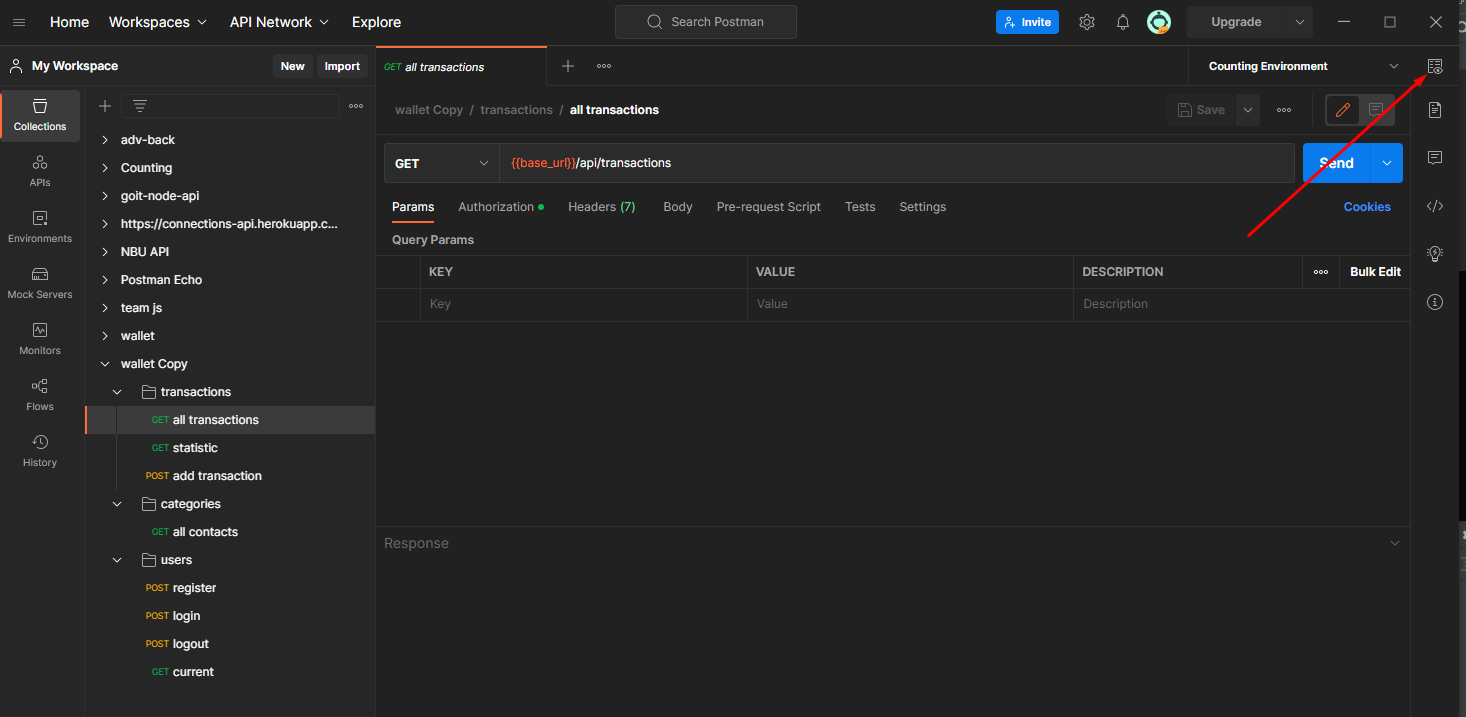 Home Workspaces API Network Explore Search Postman Invite Upgrade
My Workspace New Import GET all transactions Counting Environment
wallet Copy / transactions / all transactions Save
Collections
APIs
Environments
Mock Servers
Monitors
Flows
History
adv-back
Counting
goit-node-api
https://connections-api.herokuapp.c...
NBU API
Postman Echo
team js
wallet
wallet Copy
transactions
GET all transactions
GET statistic
POST add transaction
categories
GET all contacts
users
POST register
POST login
POST logout
GET current
GET {{base_url}}/api/transactions Send
Params Authorization Headers (7) Body Pre-request Script Tests Settings Cookies
Query Params
KEY VALUE DESCRIPTION Bulk Edit
Key Value Description
Response